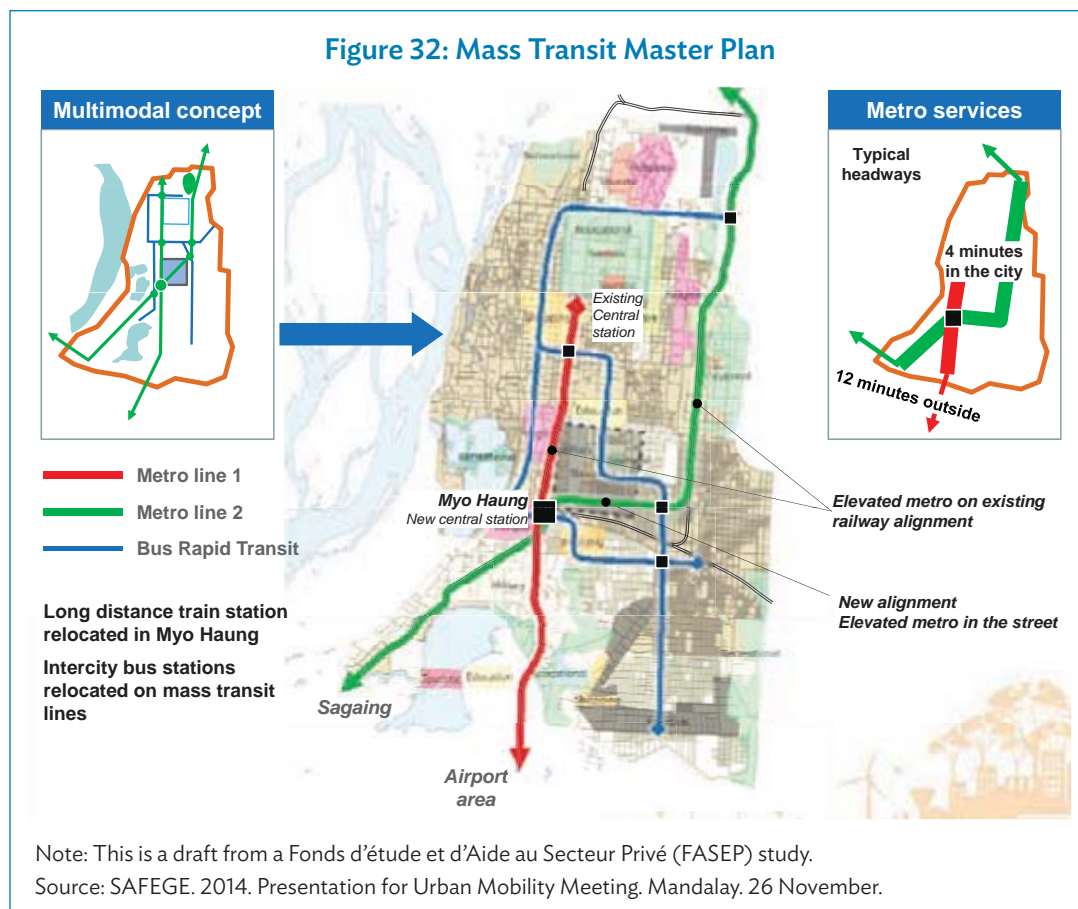 Figure 32: Mass Transit Master Plan
Multimodal concept
Metro services
Typical
headways
4 minutes
in the city
12 minutes outside
Existing
Central
station
Metro line 1
Metro line 2
Bus Rapid Transit
Myo Haung
New central station
Elevated metro on existing
railway alignment
New alignment
Elevated metro in the street
Long distance train station
relocated in Myo Haung
Intercity bus stations
relocated on mass transit
lines
Military
Touristic
Education
Sagaing
Airport
area
Note: This is a draft from a Fonds d’étude et d’Aide au Secteur Privé (FASEP) study.
Source: SAFEGE. 2014. Presentation for Urban Mobility Meeting. Mandalay. 26 November.